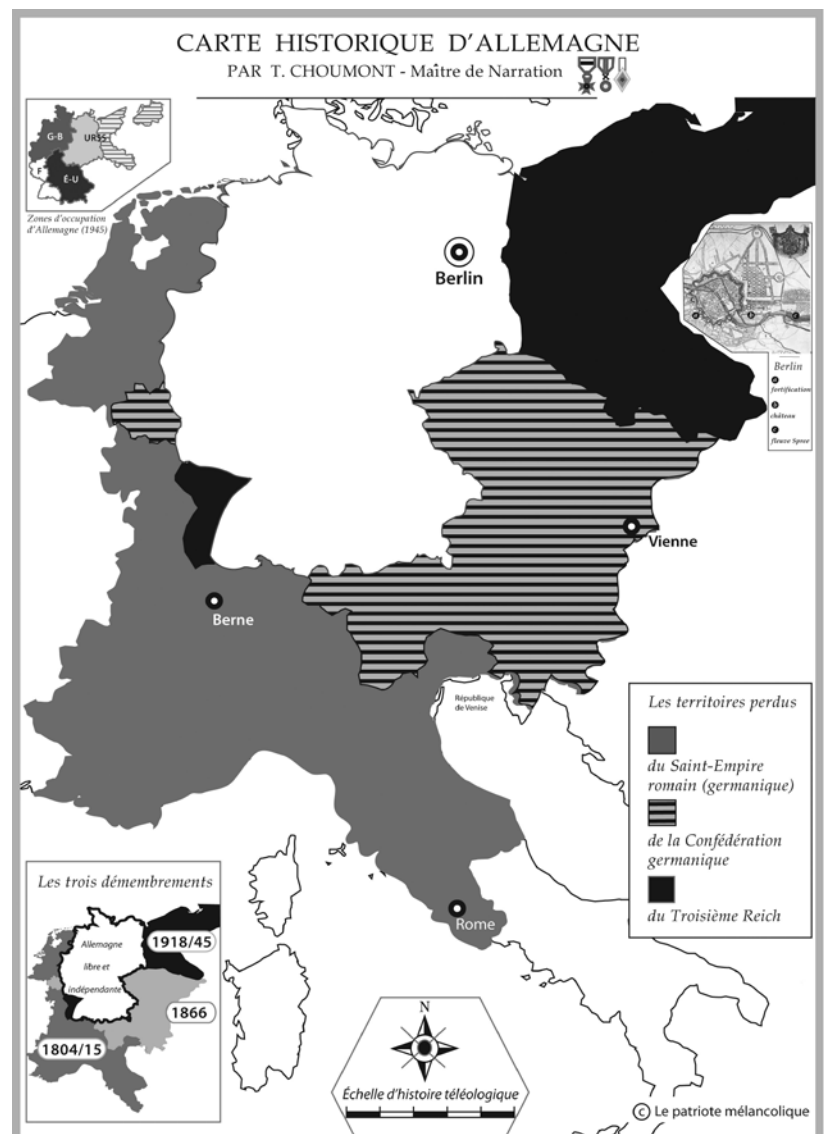 CARTE HISTORIQUE D'ALLEMAGNE
PAR T. CHOUMONT - Maître de Narration
G-B
URSS
F
É-U
Zones d'occupation
d'Allemagne (1945)
Berlin
Berlin
a
fortification
b
château
c
fleuve Spree
a
b
c
Vienne
Berne
République
de Venise
Rome
Les territoires perdus
du Saint-Empire
romain (germanique)
de la Confédération
germanique
du Troisième Reich
Les trois démembrements
Allemagne
libre et
indépendante
1918/45
1866
1804/15
N
Échelle d'histoire téléologique
© Le patriote mélancolique